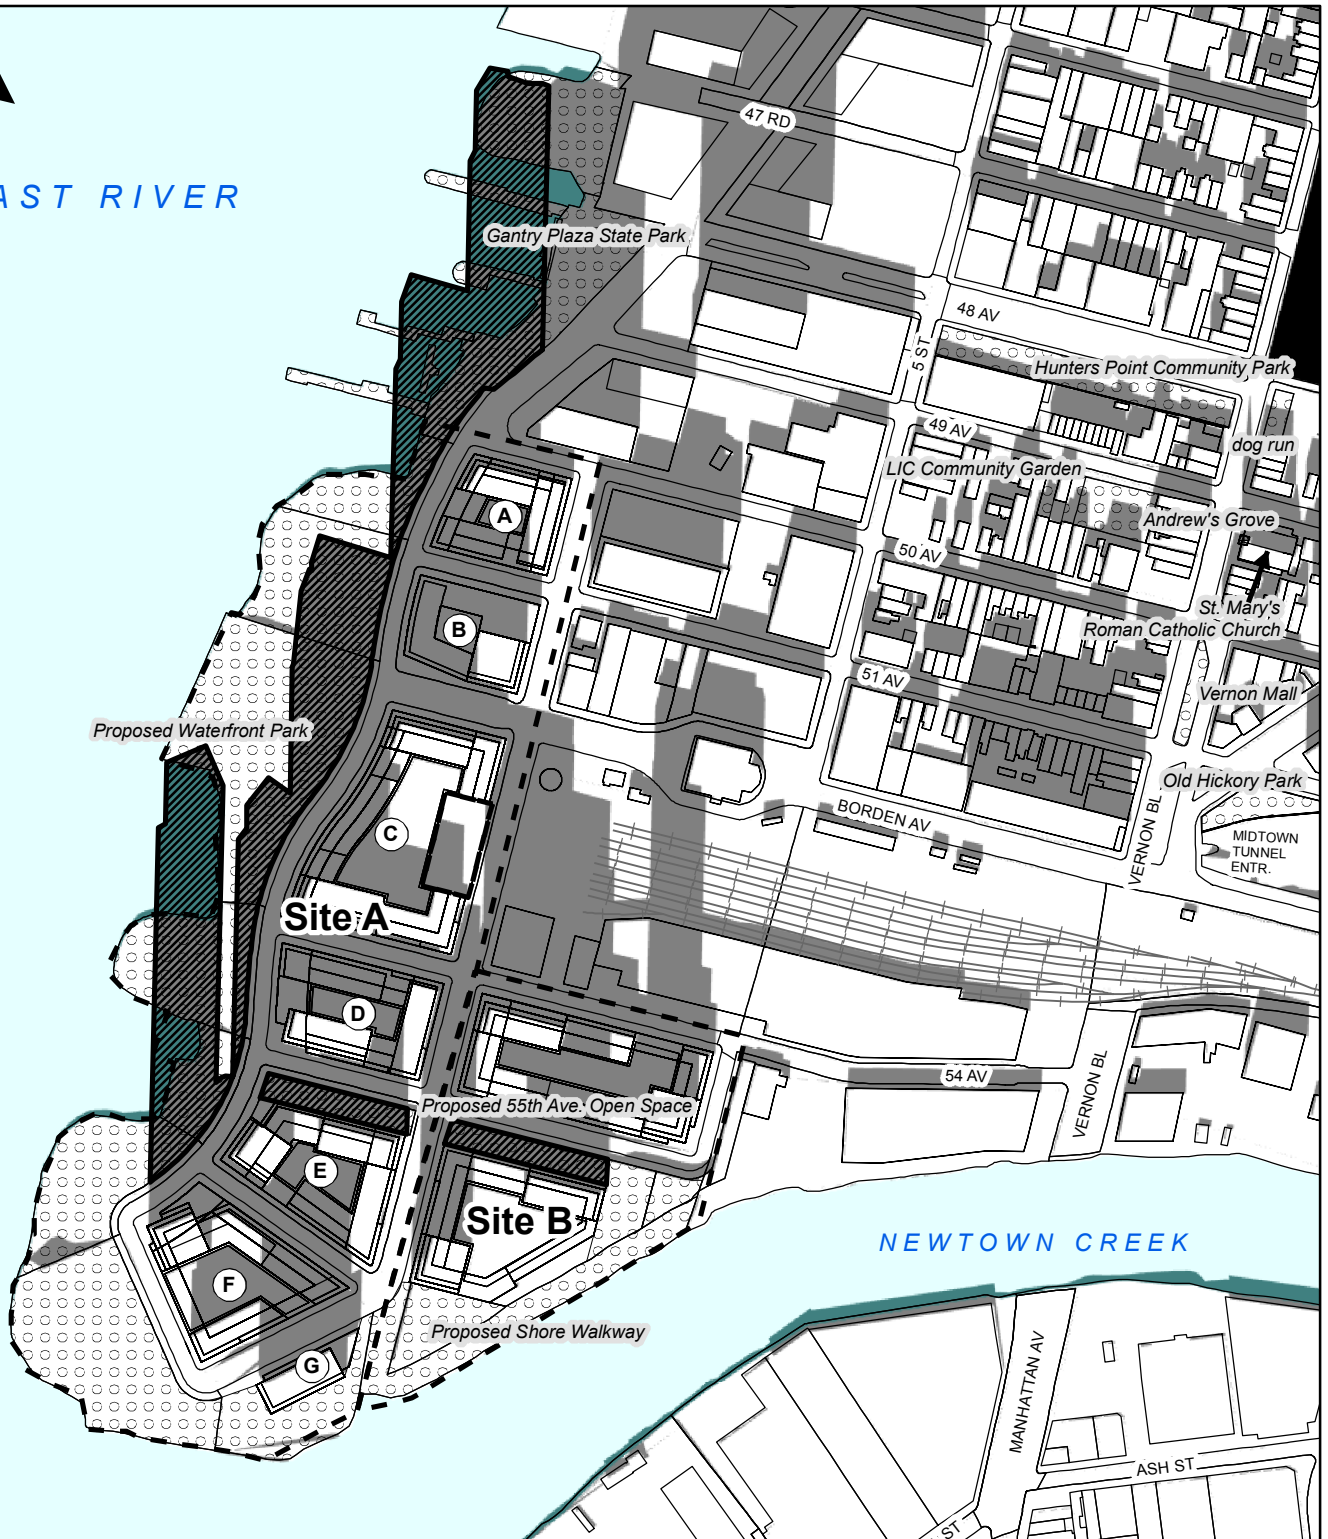 47 RD
AST RIVER
Gantry Plaza State Park
48 AV
5 ST
Hunters Point Community Park
49 AV
dog run
LIC Community Garden
A
Andrew's Grove
50 AV
St. Mary's
Roman Catholic Church
B
51 AV
Vernon Mall
Proposed Waterfront Park
Old Hickory Park
BORDEN AV
VERNON BL
MIDTOWN
TUNNEL
ENTR.
C
Site A
D
54 AV
VERNON BL
Proposed 55th Ave. Open Space
E
Site B
NEWTOWN CREEK
F
Proposed Shore Walkway
G
MANHATTAN AV
ASH ST
ST